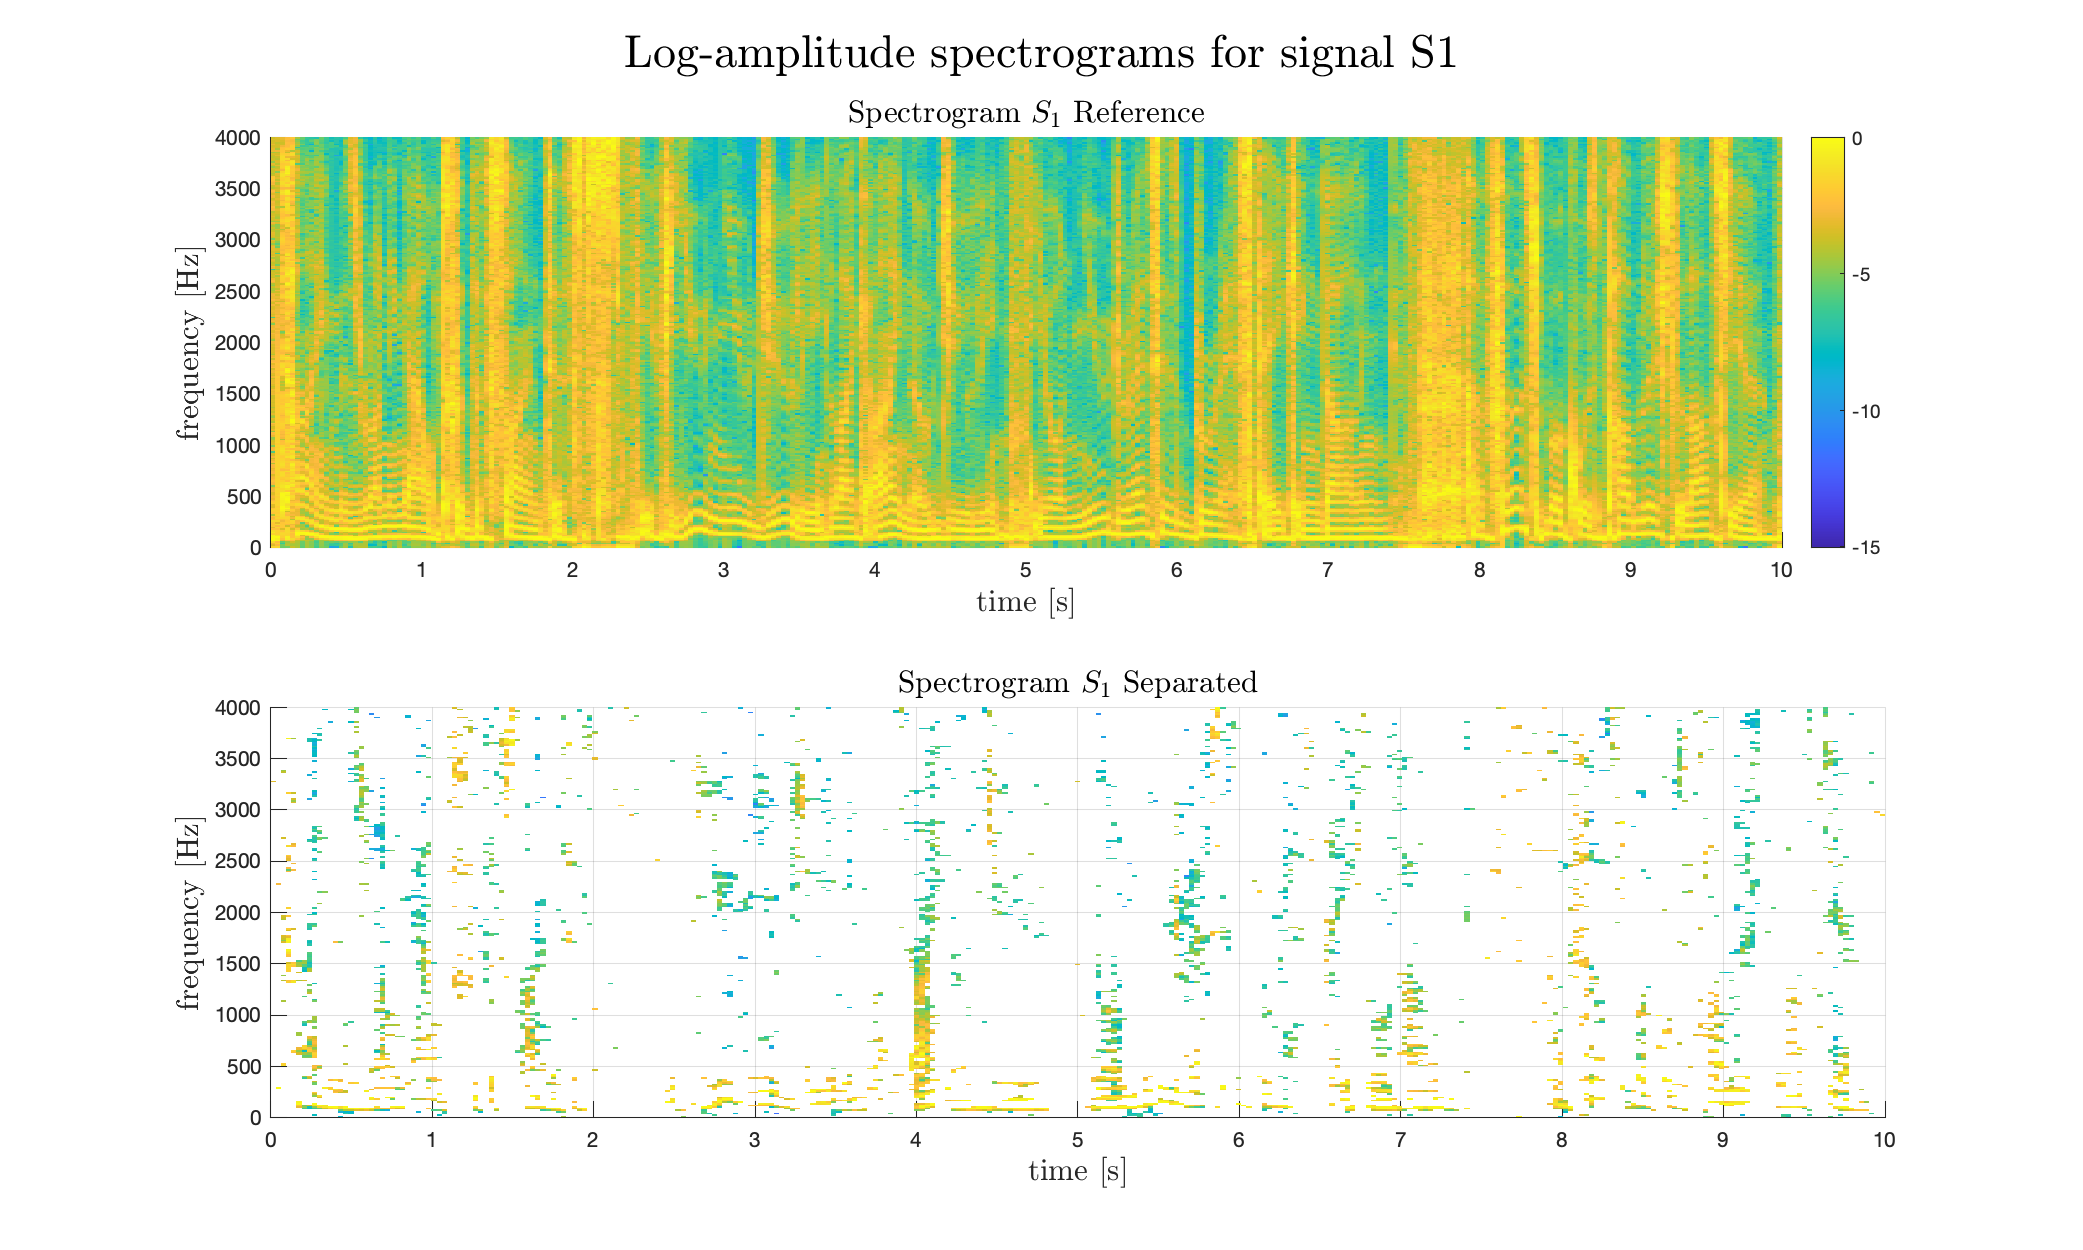 Log-amplitude spectrograms for signal S1
Spectrogram S₁ Reference
4000
3500
3000
2500
2000
1500
1000
500
0
frequency [Hz]
0 1 2 3 4 5 6 7 8 9 10
time [s]
0
-5
-10
-15
Spectrogram S₁ Separated
4000
3500
3000
2500
2000
1500
1000
500
0
frequency [Hz]
0 1 2 3 4 5 6 7 8 9 10
time [s]